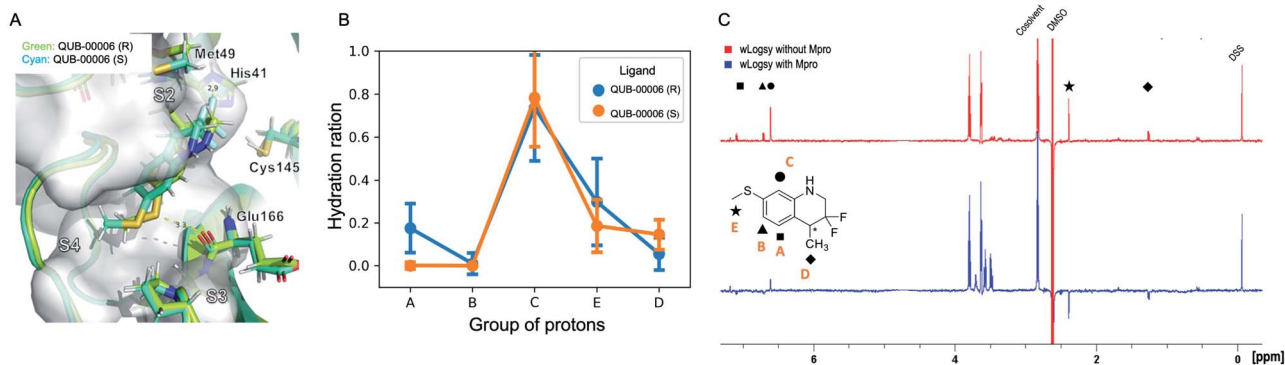 A
Green: QUB-00006 (R)
Cyan: QUB-00006 (S)
Met49
His41
S2
2,9
Cys145
Glu166
3.3
S4
S3
B
Hydration ration
1.0
0.8
0.6
0.4
0.2
0.0
Ligand
QUB-00006 (R)
QUB-00006 (S)
A B C E D
Group of protons
C
wLogsy without Mpro
wLogsy with Mpro
Cosolvent
DMSO
DSS
C
H
N
S
F
F
*
CH₃
E
B
A
D
6 4 2 0 [ppm]